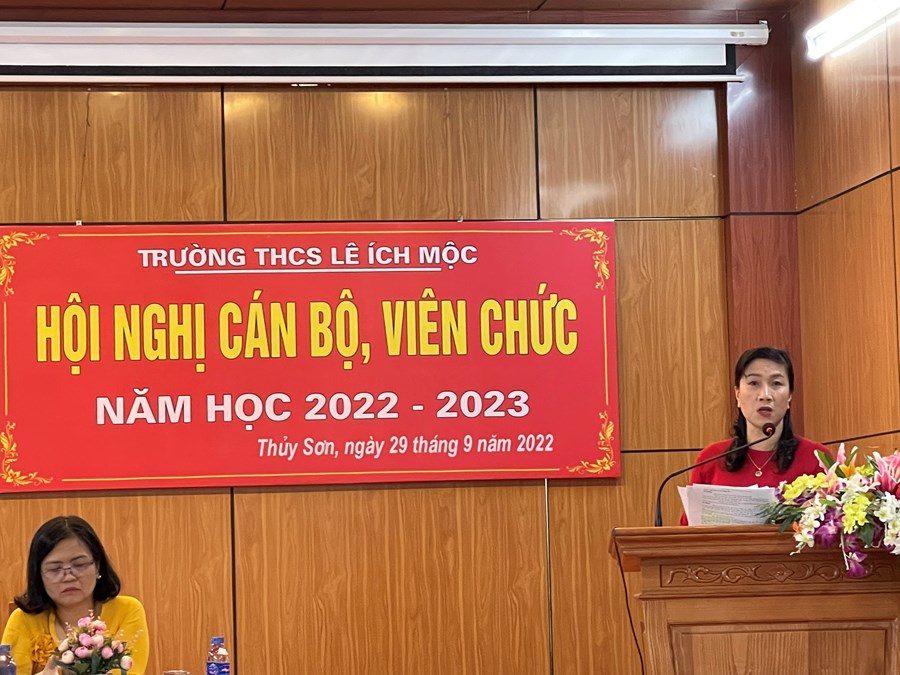 TRƯỜNG THCS LÊ ÍCH MỘC
HỘI NGHỊ CÁN BỘ, VIÊN CHỨC
NĂM HỌC 2022 - 2023
Thủy Sơn, ngày 29 tháng 9 năm 2022